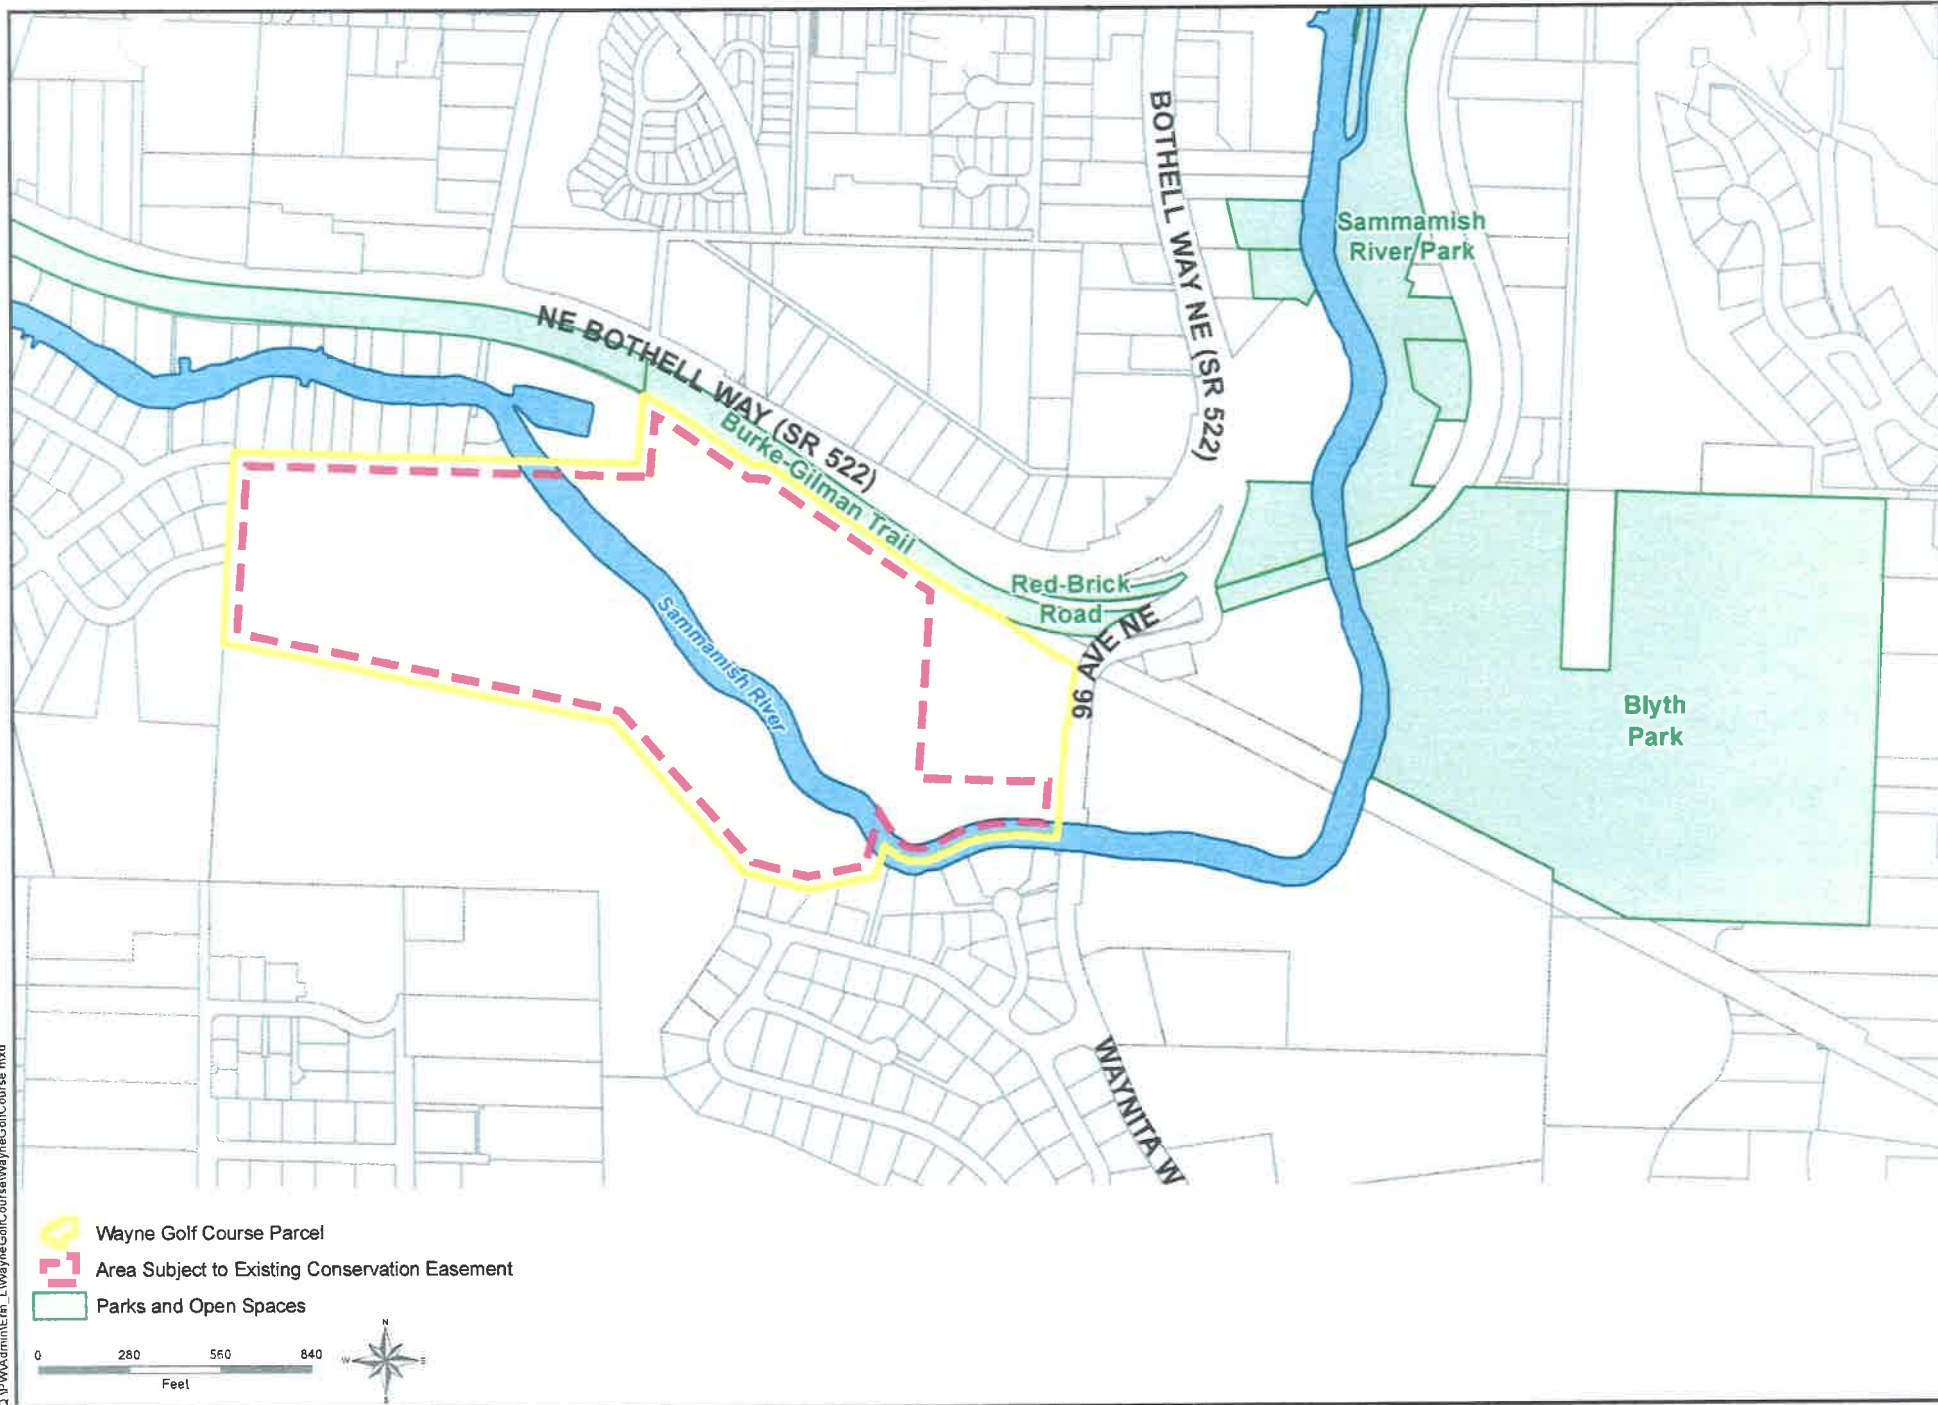 BOTHELL WAY NE (SR 522)
Sammamish
River Park
NE BOTHELL WAY (SR 522)
Burke-Gilman Trail
Red-Brick
Road
96 AVE NE
Sammamish River
Blyth
Park
WAYNITA W
Wayne Golf Course Parcel
Area Subject to Existing Conservation Easement
Parks and Open Spaces
0 280 560 840
Feet
N
W E
S